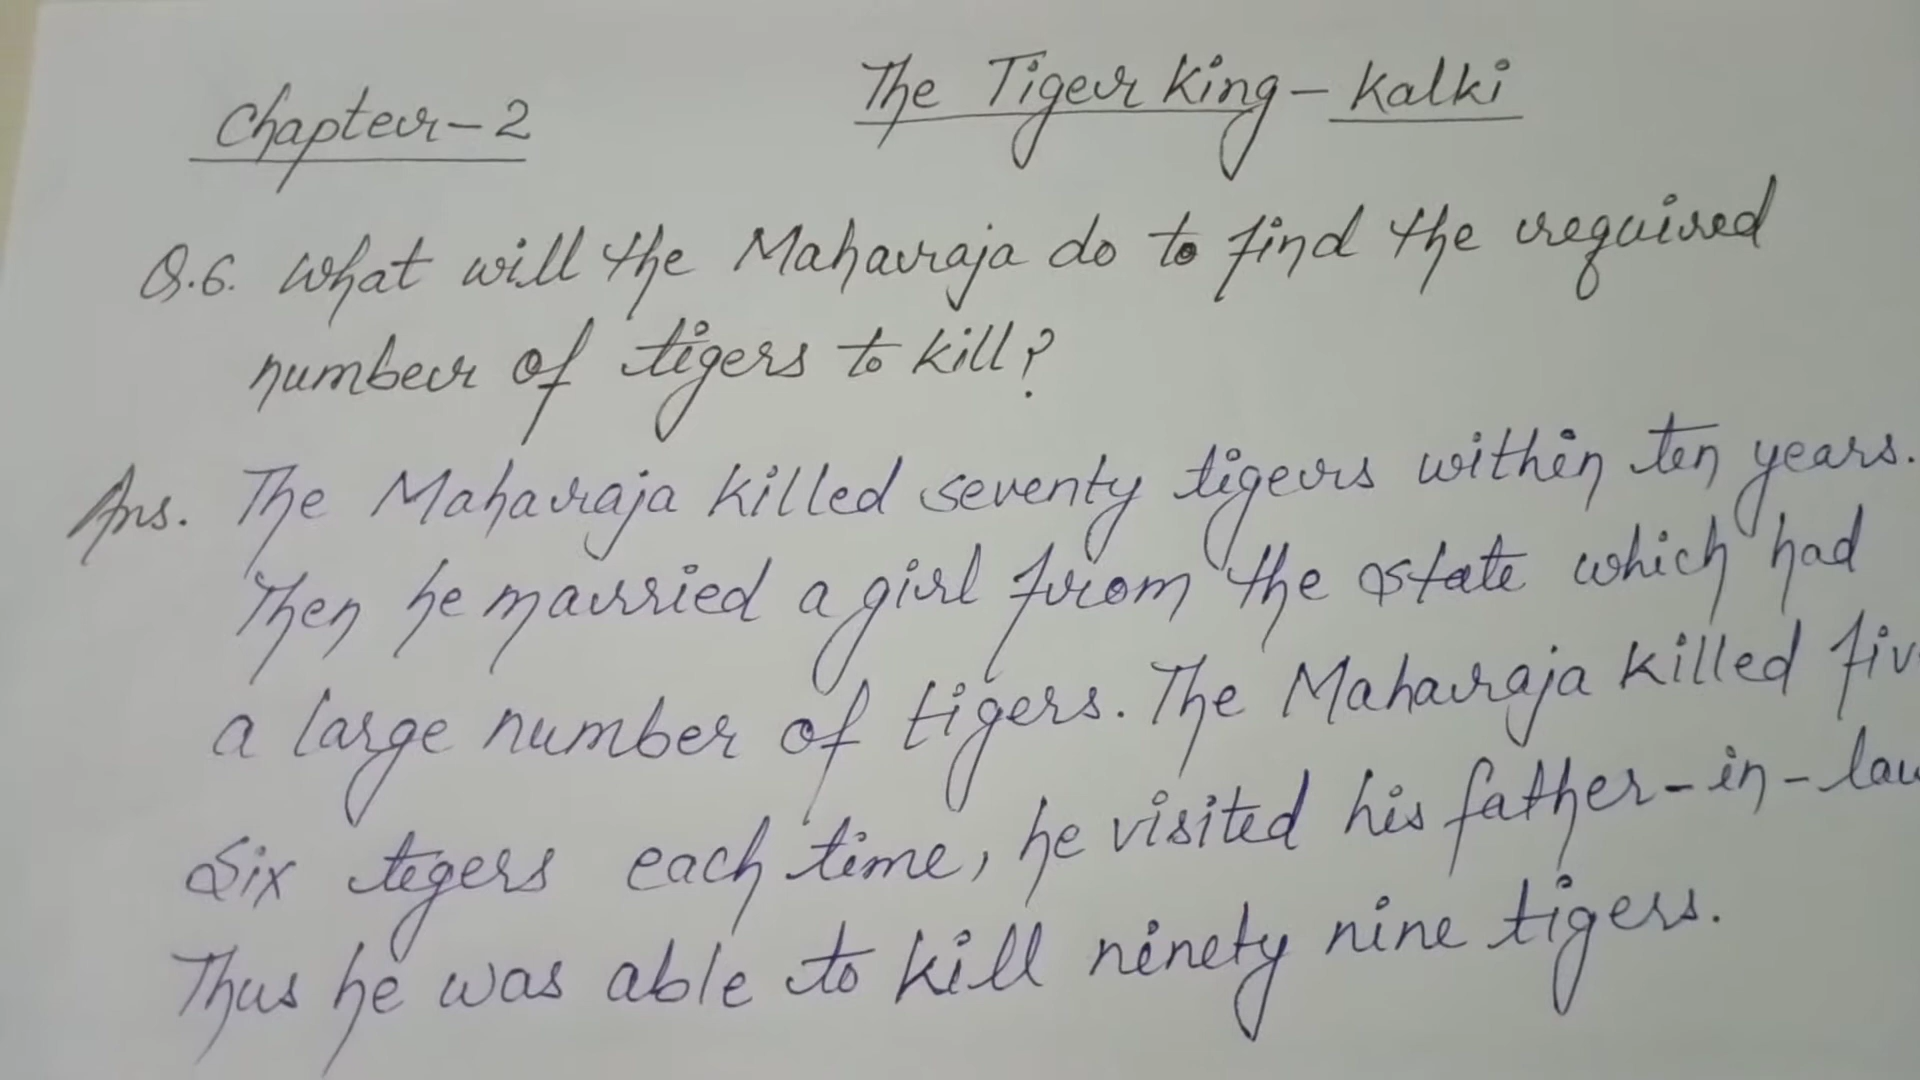 Chapter-2
The Tiger King - Kalki
Q.6. What will the Maharaja do to find the required
number of tigers to kill?
Ans. The Maharaja killed seventy tigers within ten years.
Then he married a girl from the state which had
a large number of tigers. The Maharaja killed fiv
Six tigers each time, he visited his father-in-law
Thus he was able to kill ninety nine tigers.